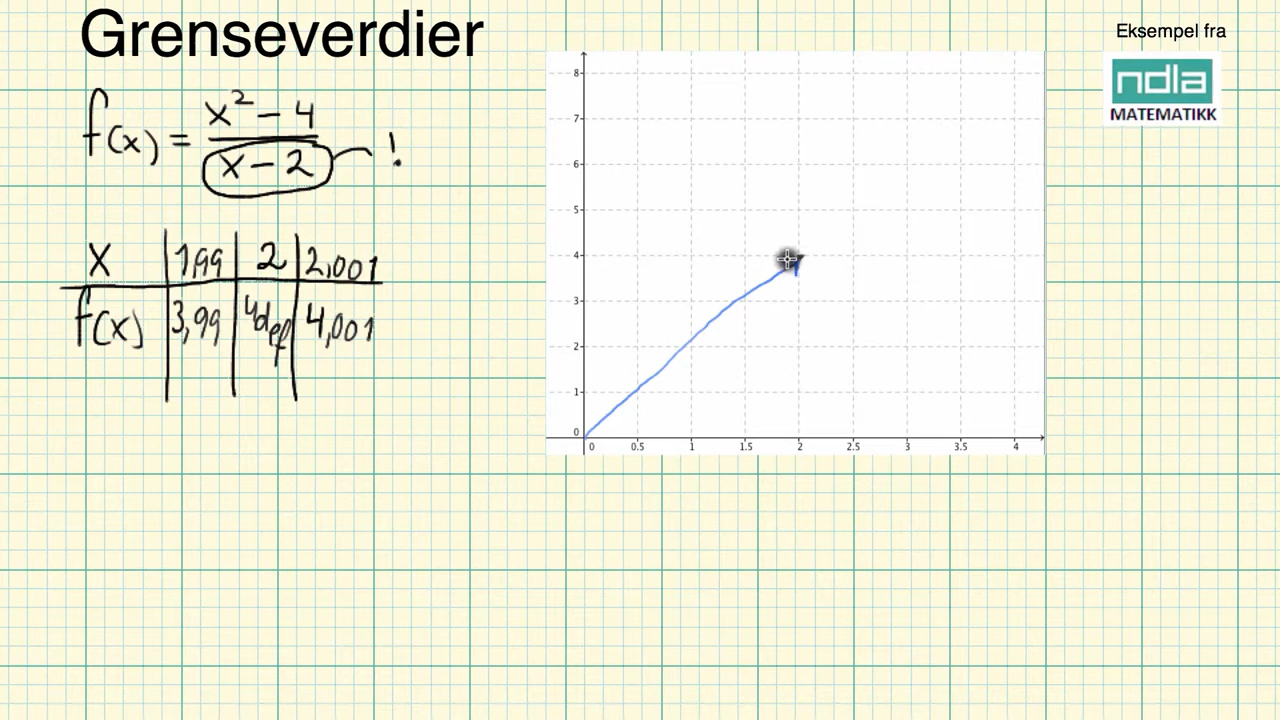 Grenseverdier
Eksempel fra
ndla
MATEMATIKK
f(x) = x² - 4
x - 2 !
x 1,99 2 2,001
f(x) 3,99 udef 4,001
8
7
6
5
4
3
2
1
0
0 0.5 1 1.5 2 2.5 3 3.5 4